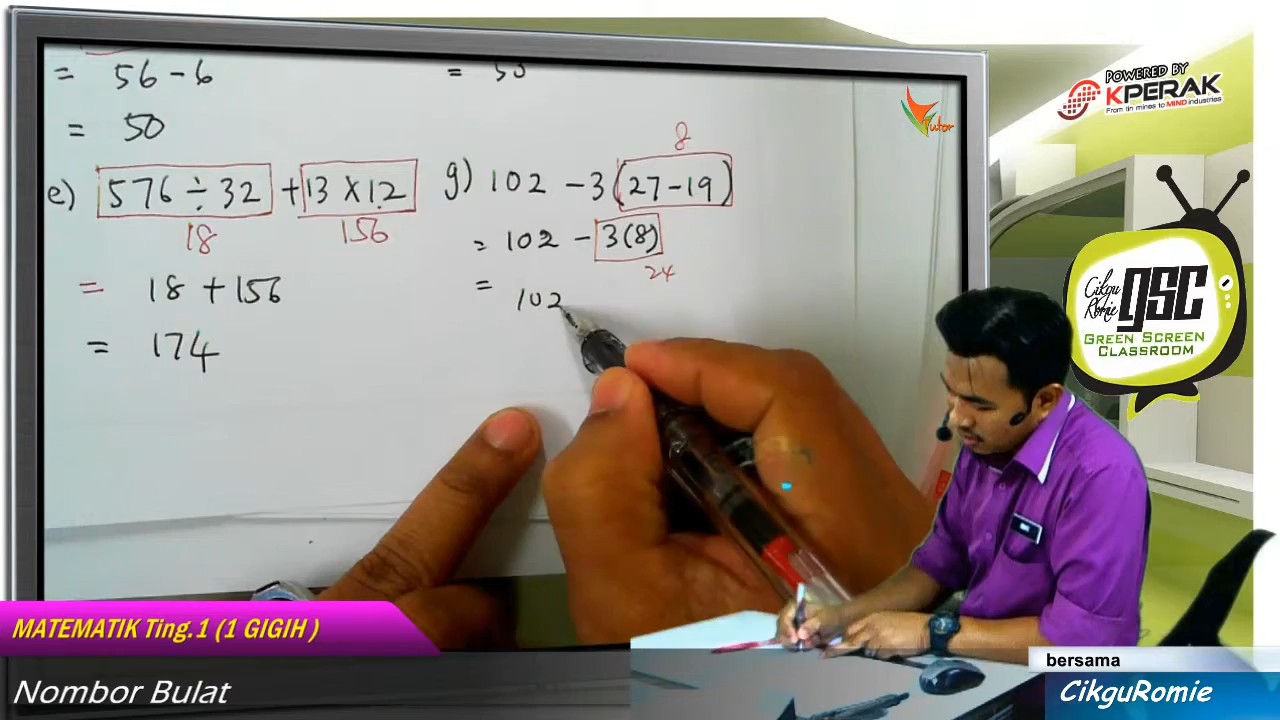 = 56 - 6
= 50
= 50
e) 576 ÷ 32 + 13 X 12
18 156
= 18 + 156
= 174
8
g) 102 - 3(27 - 19)
= 102 - 3(8)
24
= 102
Tutor
POWERED BY
KPERAK
From tin mines to MIND industries
Cikgu
Romie
GSC
GREEN SCREEN
CLASSROOM
MATEMATIK Ting.1 (1 GIGIH )
Nombor Bulat
bersama
CikguRomie